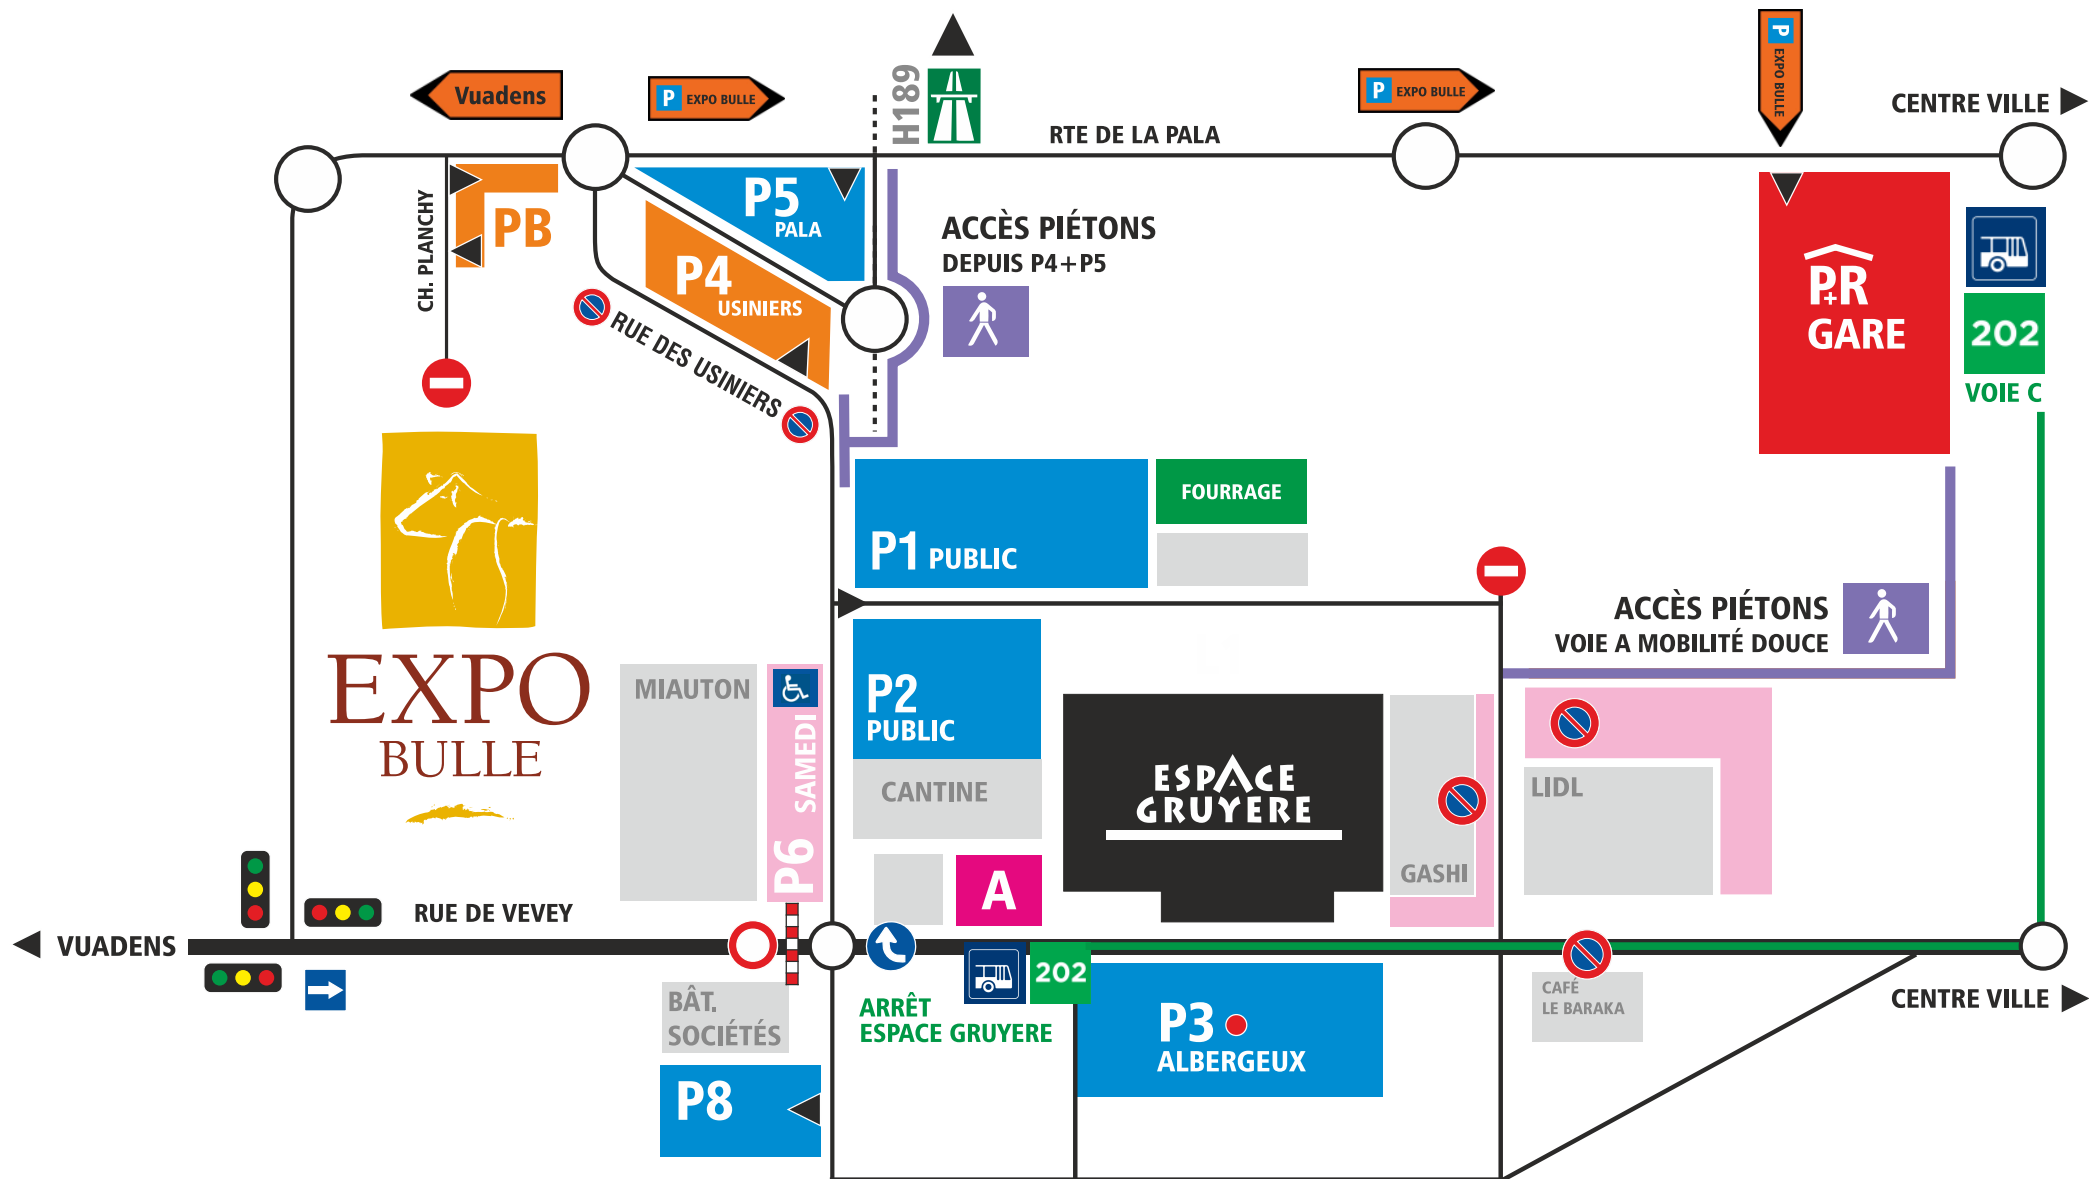 Vuadens
P EXPO BULLE
H189
RTE DE LA PALA
P EXPO BULLE
P EXPO BULLE
CENTRE VILLE
CH. PLANCHY
PB
P5
PALA
P4
USINIERS
RUE DES USINIERS
ACCÈS PIÉTONS
DEPUIS P4+P5
P+R
GARE
202
VOIE C
P1 PUBLIC
FOURRAGE
ACCÈS PIÉTONS
VOIE A MOBILITÉ DOUCE
EXPO
BULLE
MIAUTON
P6 SAMEDI
P2
PUBLIC
CANTINE
A
ESPACE
GRUYERE
GASHI
LIDL
RUE DE VEVEY
VUADENS
BÂT.
SOCIÉTÉS
P8
ARRÊT
ESPACE GRUYERE
202
P3
ALBERGEUX
CAFÉ
LE BARAKA
CENTRE VILLE